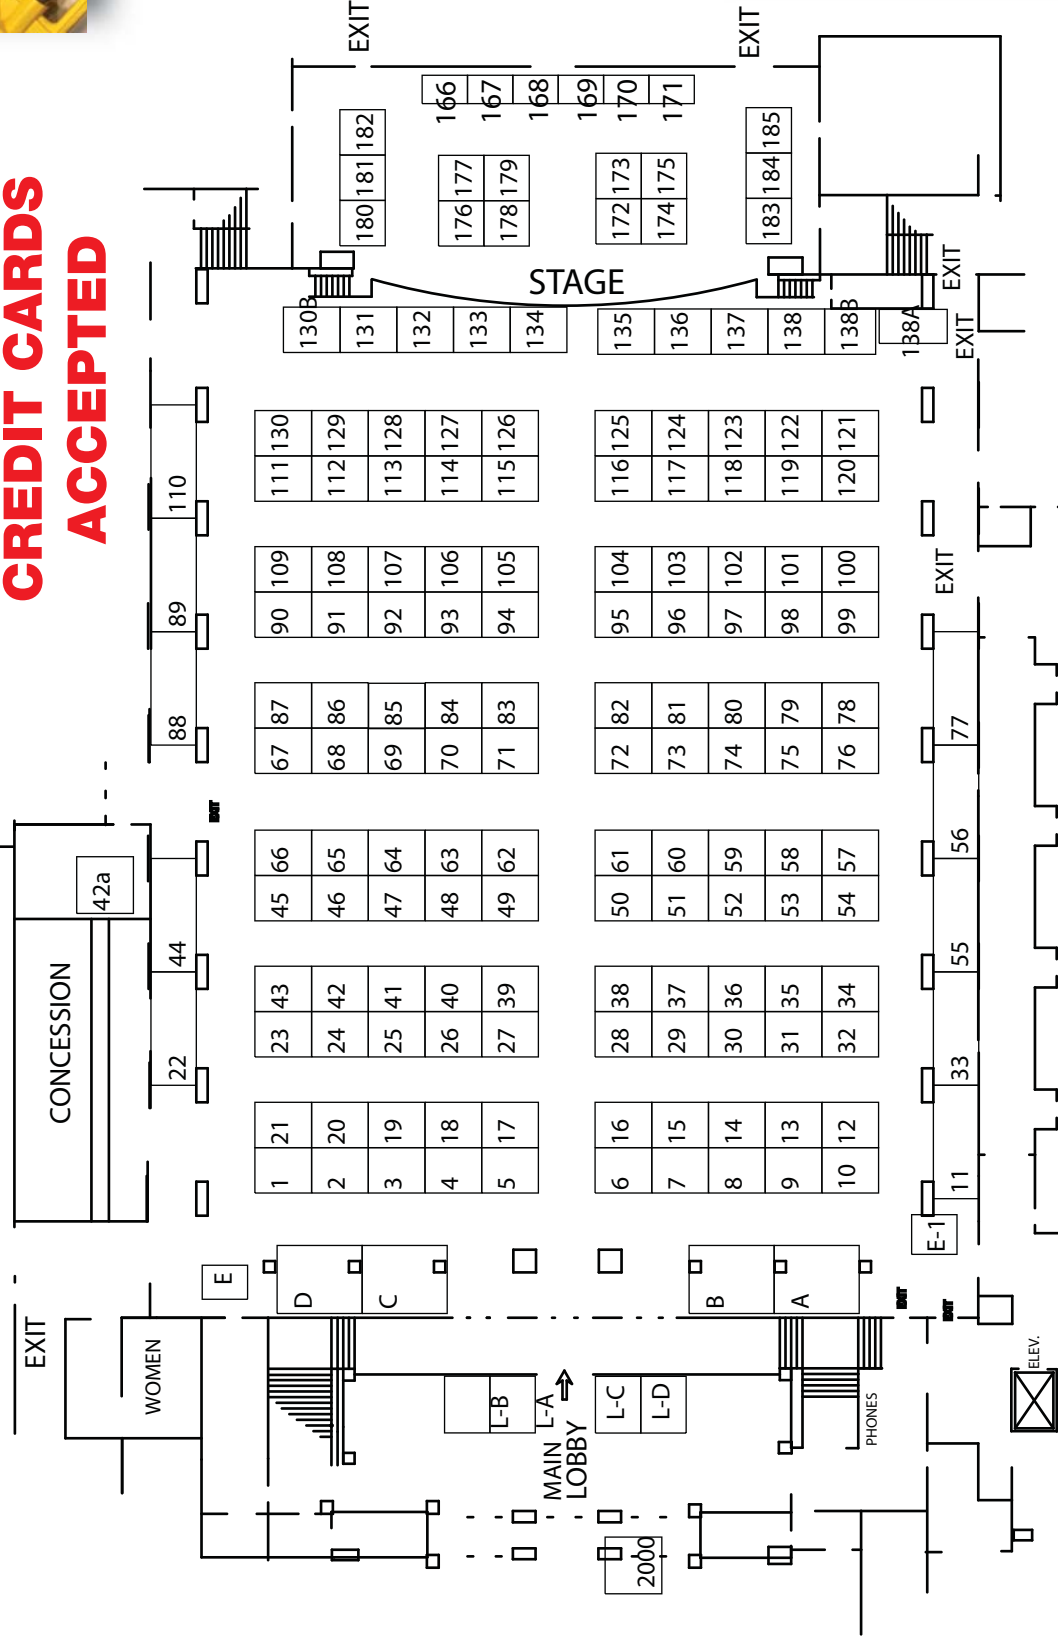 CREDIT CARDS
ACCEPTED
EXIT
EXIT
166 167 168 169 170 171
180 181 182
176 177
178 179
172 173
174 175
183 184 185
STAGE
EXIT
130B 131 132 133 134
135 136 137 138 138B 138A
EXIT
130 129 128 127 126
125 124 123 122 121
110
111 112 113 114 115
116 117 118 119 120
109 108 107 106 105
104 103 102 101 100
EXIT
89
90 91 92 93 94
95 96 97 98 99
87 86 85 84 83
82 81 80 79 78
88
77
67 68 69 70 71
72 73 74 75 76
EXIT
66 65 64 63 62
61 60 59 58 57
56
42a
45 46 47 48 49
50 51 52 53 54
44
55
CONCESSION
43 42 41 40 39
38 37 36 35 34
23 24 25 26 27
28 29 30 31 32
22
33
21 20 19 18 17
16 15 14 13 12
1 2 3 4 5
6 7 8 9 10
11
E-1
E
D
C
B
A
EXIT
EXIT
EXIT
WOMEN
L-B
L-A
L-C
L-D
MAIN
LOBBY
PHONES
ELEV.
2000